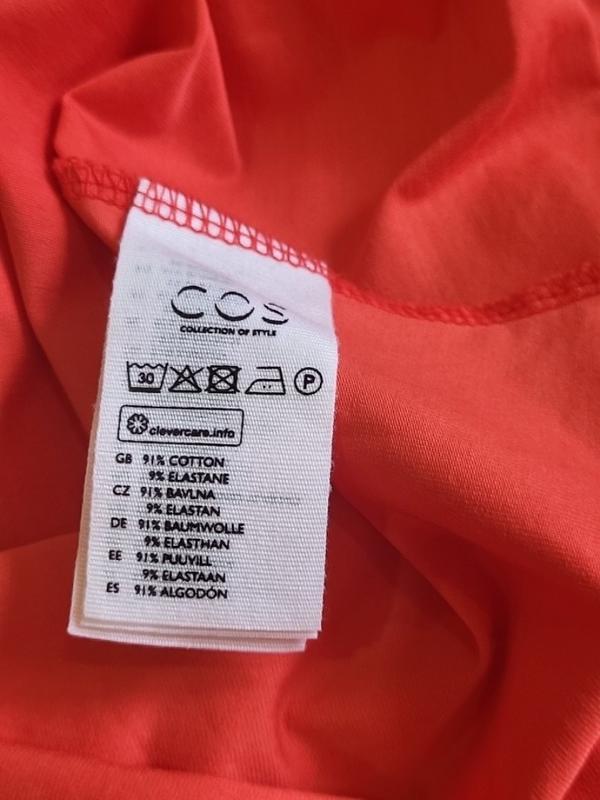 COS
COLLECTION OF STYLE
30 P
clevercare.info
GB 91% COTTON
9% ELASTANE
CZ 91% BAVLNA
9% ELASTAN
DE 91% BAUMWOLLE
9% ELASTHAN
EE 91% PUUVILL
9% ELASTAAN
ES 91% ALGODÓN